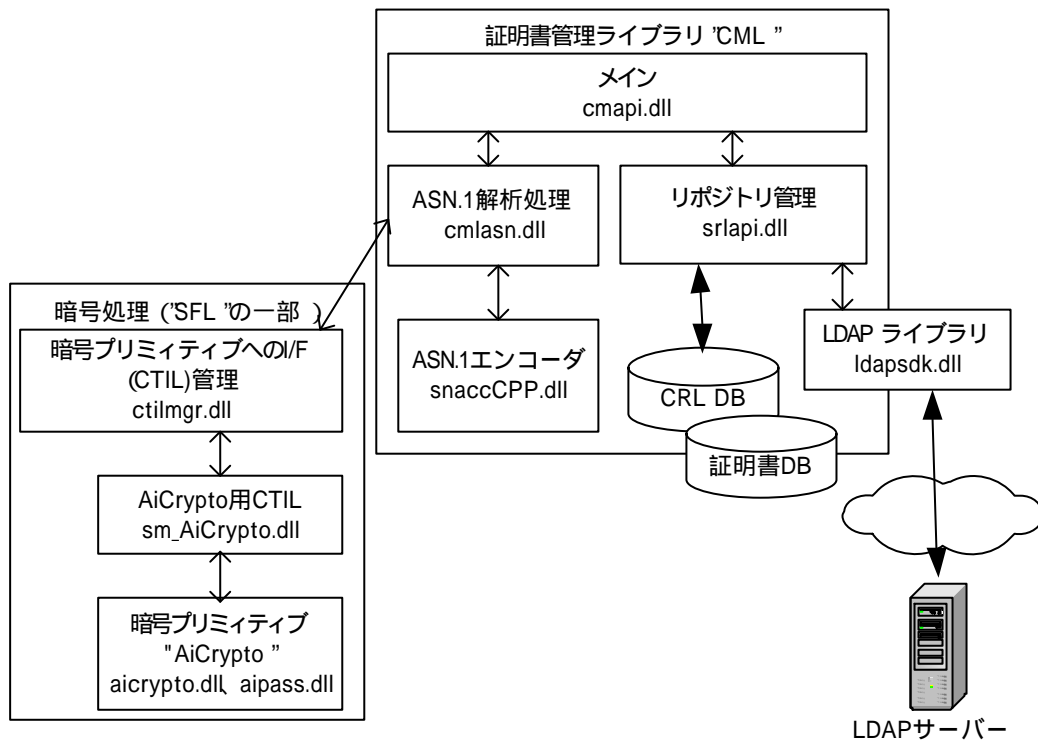 証明書管理ライブラリ "CML "
メイン
cmapi.dll
ASN.1解析処理
cmlasn.dll
リポジトリ管理
srlapi.dll
暗号処理 ("SFL "の一部 )
暗号プリミィティブへのI/F
(CTIL)管理
ctilmgr.dll
ASN.1エンコーダ
snaccCPP.dll
CRL DB
証明書DB
LDAP ライブラリ
ldapsdk.dll
AiCrypto用CTIL
sm_AiCrypto.dll
暗号プリミィティブ
"AiCrypto "
aicrypto.dll、aipass.dll
LDAPサーバー